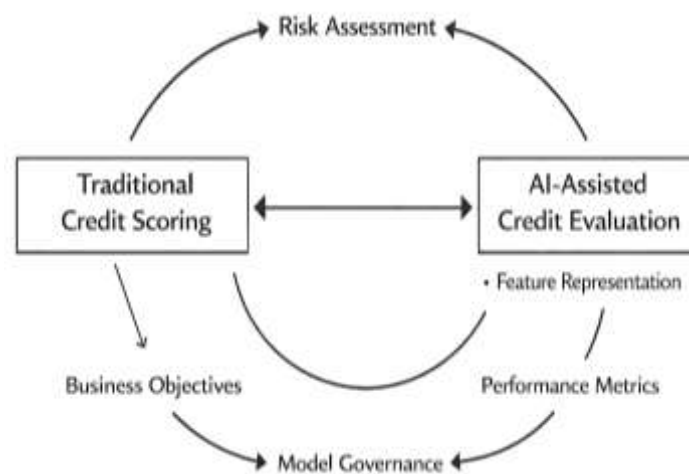 Risk Assessment
Traditional
Credit Scoring
AI-Assisted
Credit Evaluation
• Feature Representation
Business Objectives
Performance Metrics
Model Governance